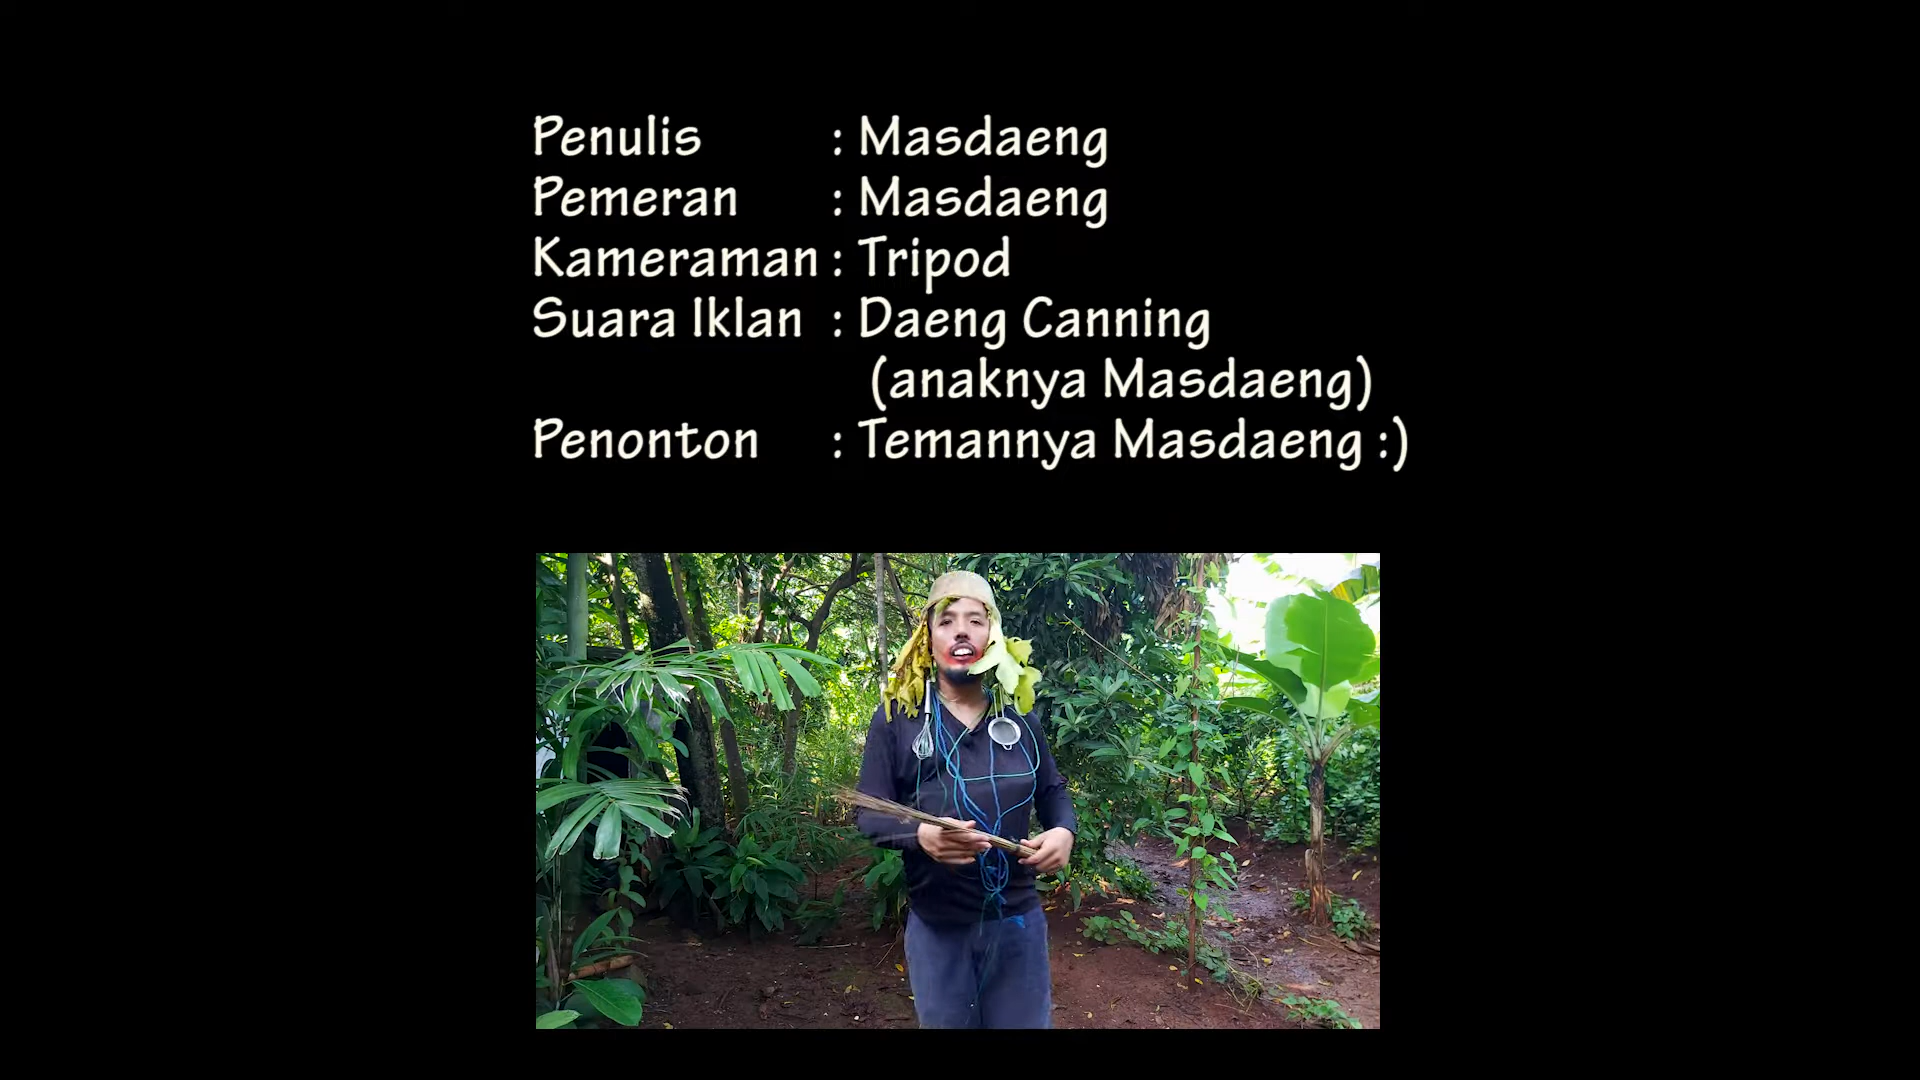 Penulis : Masdaeng
Pemeran : Masdaeng
Kameraman : Tripod
Suara Iklan : Daeng Canning
(anaknya Masdaeng)
Penonton : Temannya Masdaeng :)